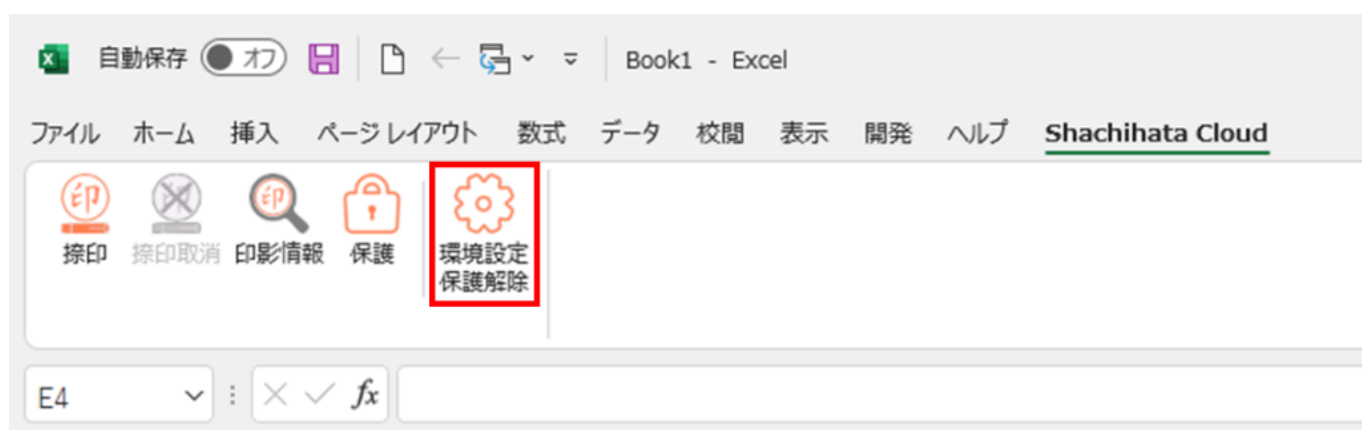 自動保存 オフ Book1 - Excel
ファイル ホーム 挿入 ページ レイアウト 数式 データ 校閲 表示 開発 ヘルプ Shachihata Cloud
印 印 印
捺印 捺印取消 印影情報 保護 環境設定
保護解除
E4 fx